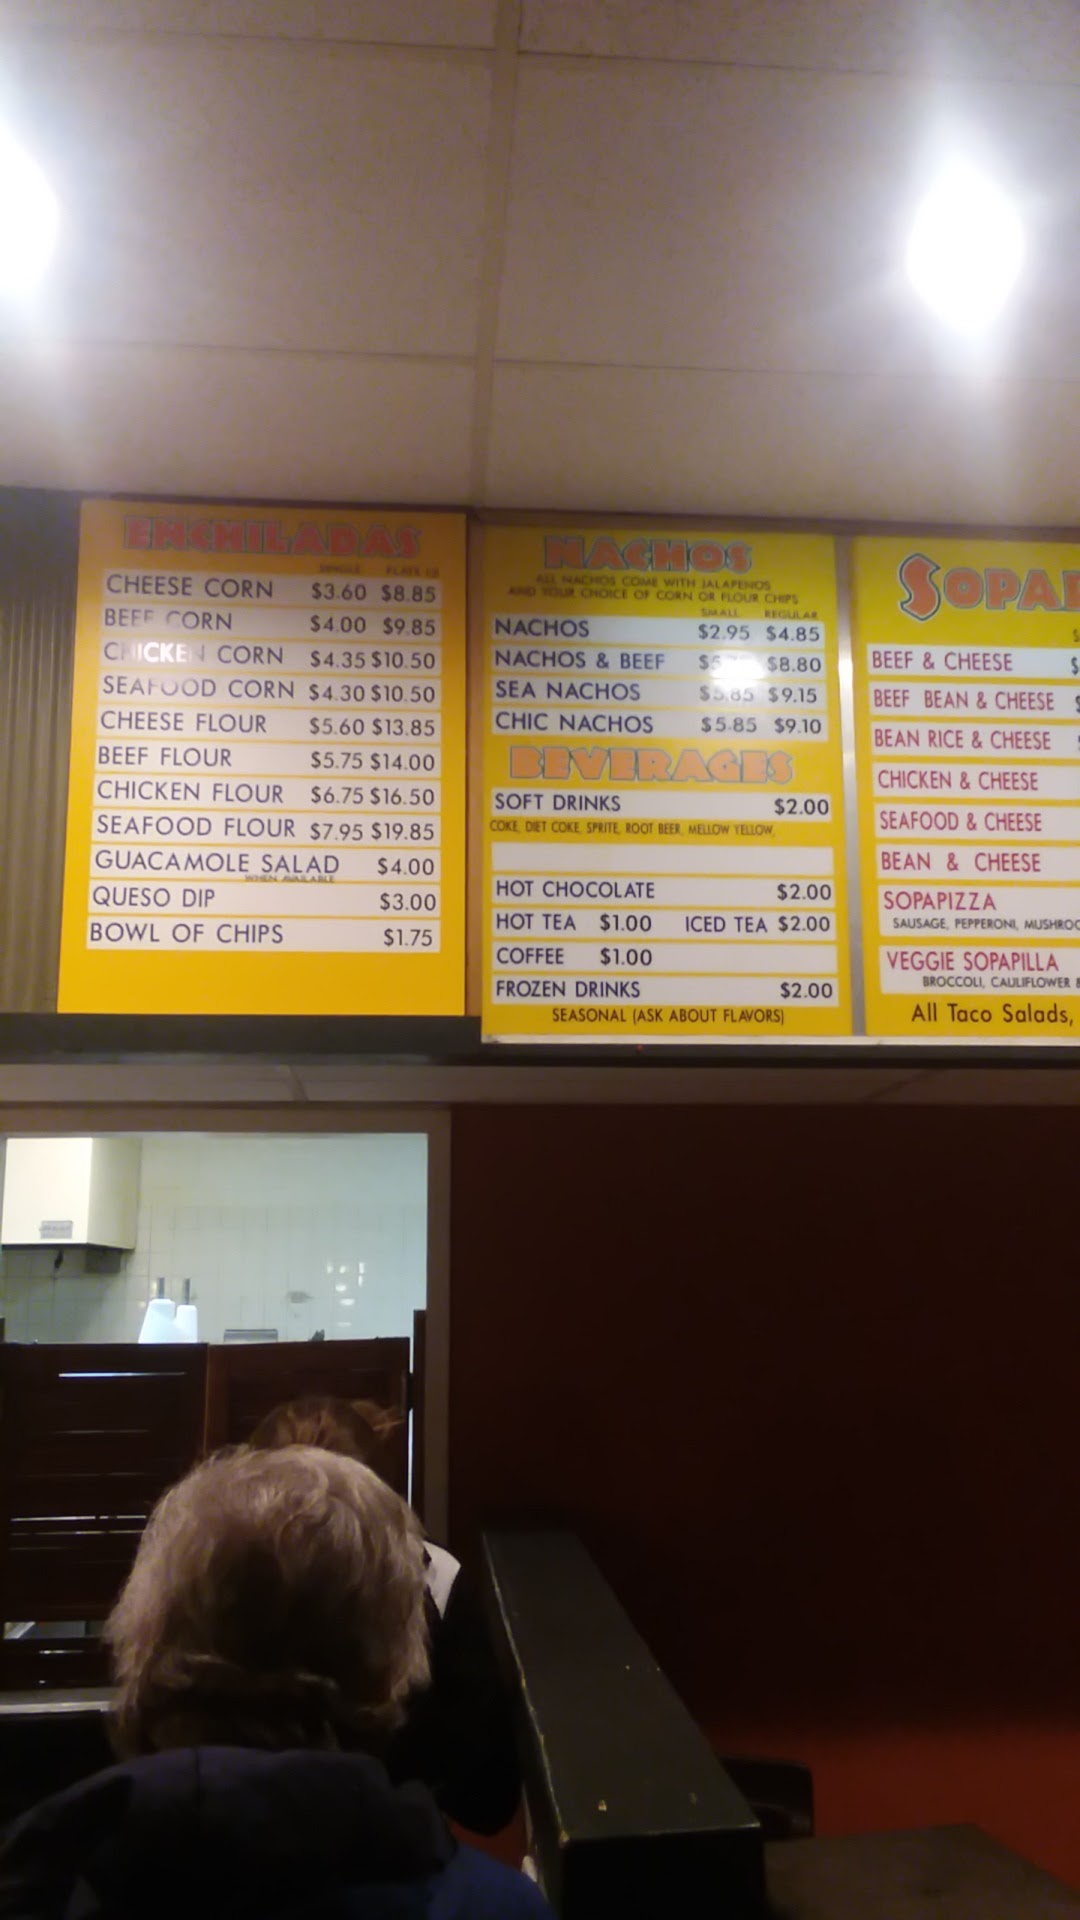 ENCHILADAS
SINGLE
CHEESE CORN $3.60 $8.85
BEEF CORN $4.00 $9.85
CHICKEN CORN $4.35 $10.50
SEAFOOD CORN $4.30 $10.50
CHEESE FLOUR $5.60 $13.85
BEEF FLOUR $5.75 $14.00
CHICKEN FLOUR $6.75 $16.50
SEAFOOD FLOUR $7.95 $19.85
GUACAMOLE SALAD $4.00
WHEN AVAILABLE
QUESO DIP $3.00
BOWL OF CHIPS $1.75
NACHOS
ALL NACHOS COME WITH JALAPENOS
AND YOUR CHOICE OF CORN OR FLOUR CHIPS
SMALL REGULAR
NACHOS $2.95 $4.85
NACHOS & BEEF $8.80
SEA NACHOS $5.85 $9.15
CHIC NACHOS $5.85 $9.10
BEVERAGES
SOFT DRINKS $2.00
COKE, DIET COKE, SPRITE, ROOT BEER, MELLOW YELLOW,
HOT CHOCOLATE $2.00
HOT TEA $1.00 ICED TEA $2.00
COFFEE $1.00
FROZEN DRINKS $2.00
SEASONAL (ASK ABOUT FLAVORS)
SOPA
BEEF & CHEESE $
BEEF BEAN & CHEESE $
BEAN RICE & CHEESE
CHICKEN & CHEESE
SEAFOOD & CHEESE
BEAN & CHEESE
SOPAPIZZA
SAUSAGE, PEPPERONI, MUSHROO
VEGGIE SOPAPILLA
BROCCOLI, CAULIFLOWER &
All Taco Salads,